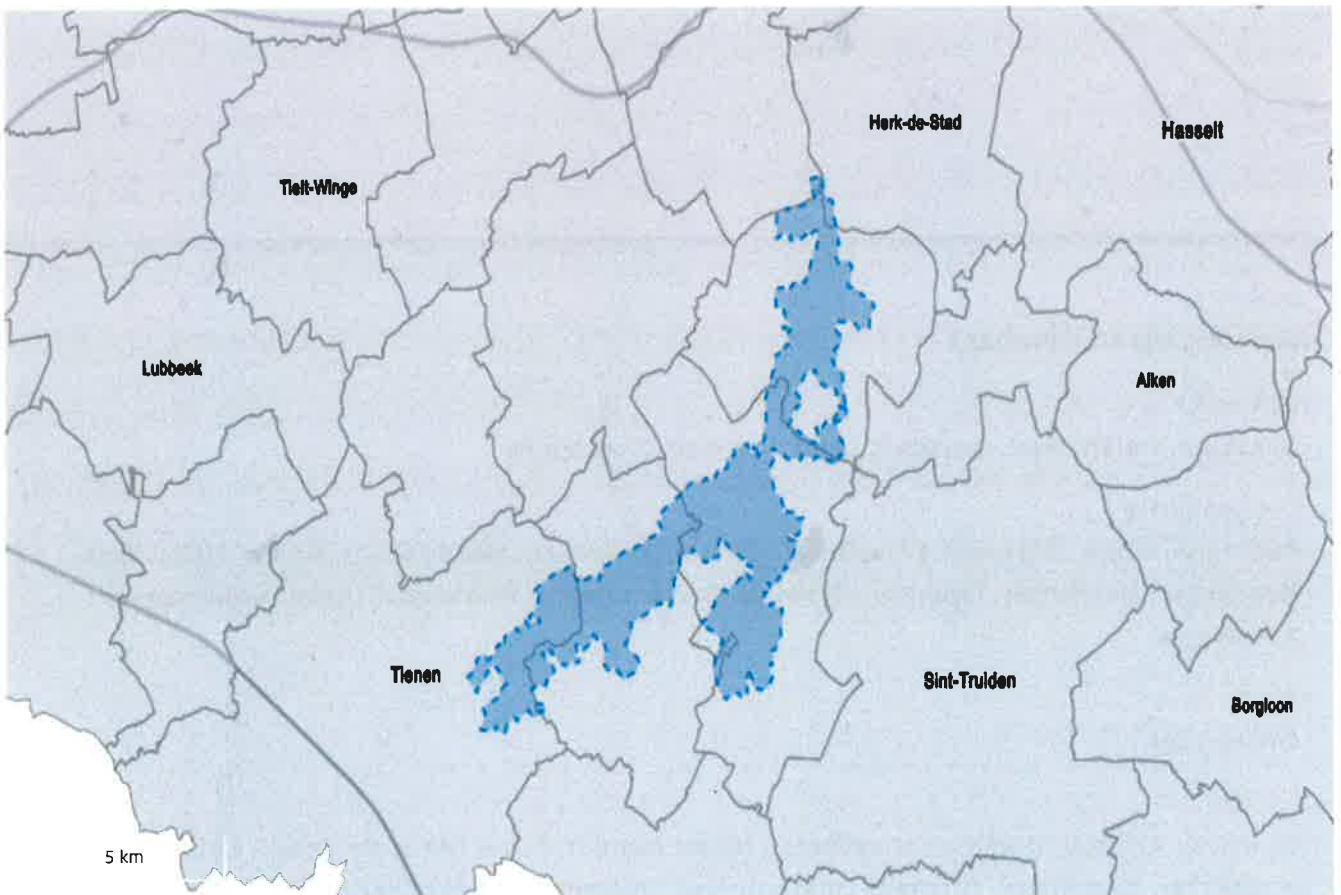 Herk-de-Stad
Hasselt
Tielt-Winge
Lubbeek
Alken
Tienen
Sint-Truiden
Borgloon
5 km